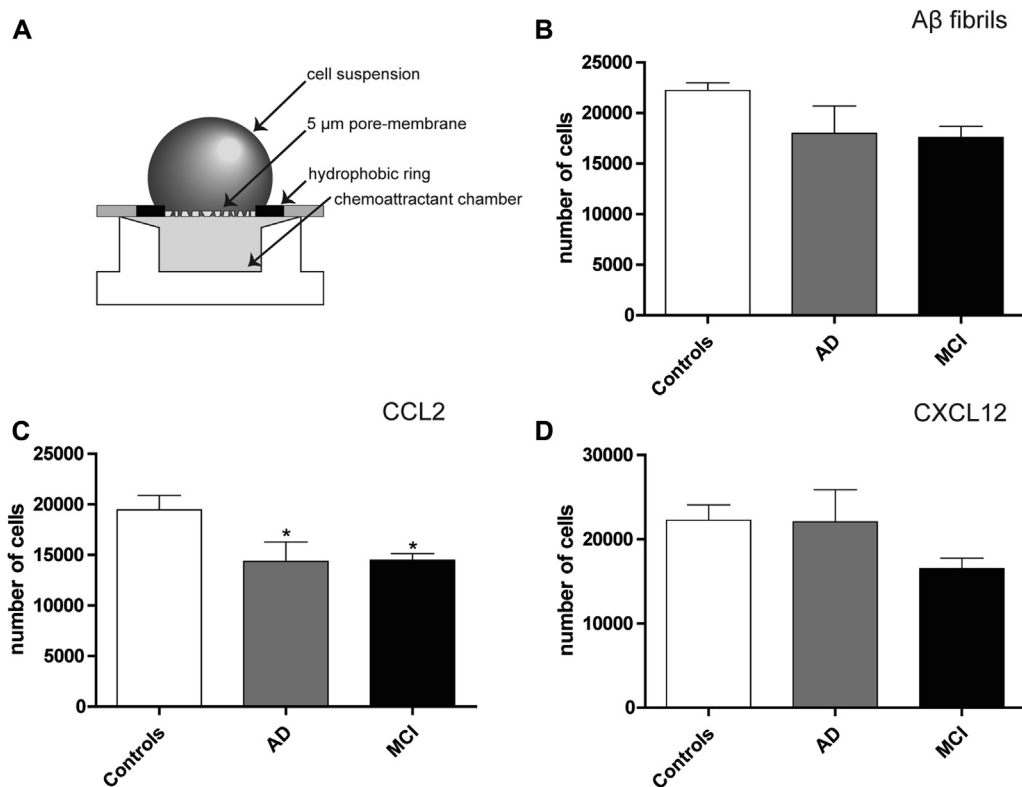 A
cell suspension
5 µm pore-membrane
hydrophobic ring
chemoattractant chamber
B
Aβ fibrils
number of cells
25000
20000
15000
10000
5000
0
Controls
AD
MCI
C
CCL2
number of cells
25000
20000
15000
10000
5000
0
*
*
Controls
AD
MCI
D
CXCL12
number of cells
30000
20000
10000
0
Controls
AD
MCI